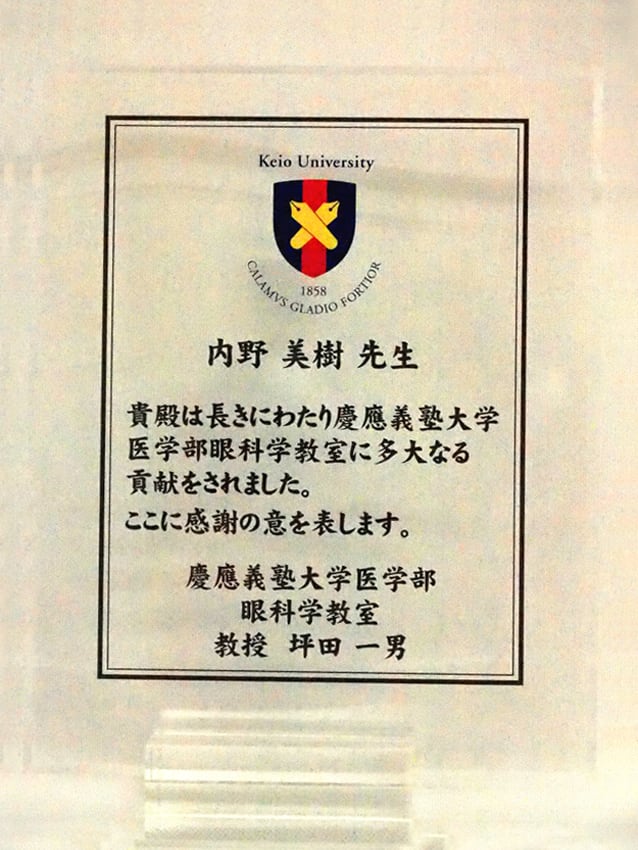 Keio University
1858
CALAMVS GLADIO FORTIOR
内野 美樹 先生
貴殿は長きにわたり慶應義塾大学
医学部眼科学教室に多大なる
貢献をされました。
ここに感謝の意を表します。
慶應義塾大学医学部
眼科学教室
教授 坪田 一男